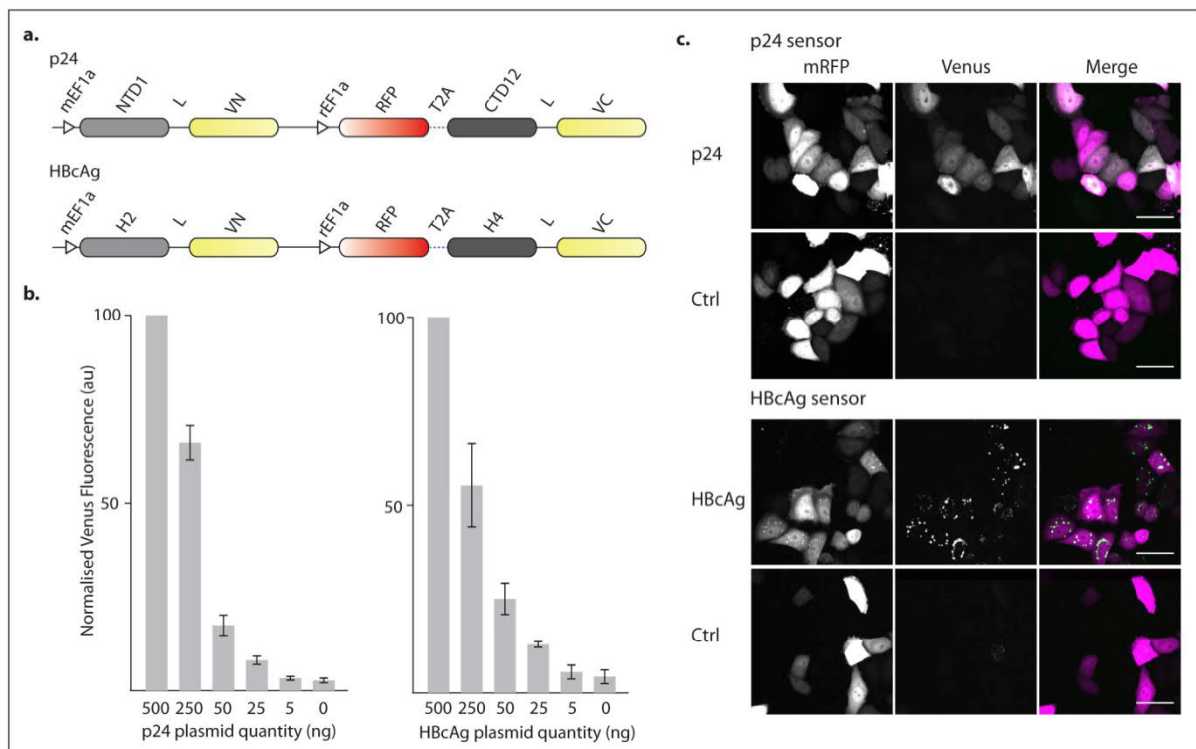 a.
p24
mEF1a NTD1 L VN rEF1a RFP T2A CTD12 L VC
HBcAg
mEF1a H2 L VN rEF1a RFP T2A H4 L VC
b.
Normalised Venus Fluorescence (au)
100
50
500 250 50 25 5 0
p24 plasmid quantity (ng)
100
50
500 250 50 25 5 0
HBcAg plasmid quantity (ng)
c.
p24 sensor
mRFP Venus Merge
p24
Ctrl
HBcAg sensor
HBcAg
Ctrl